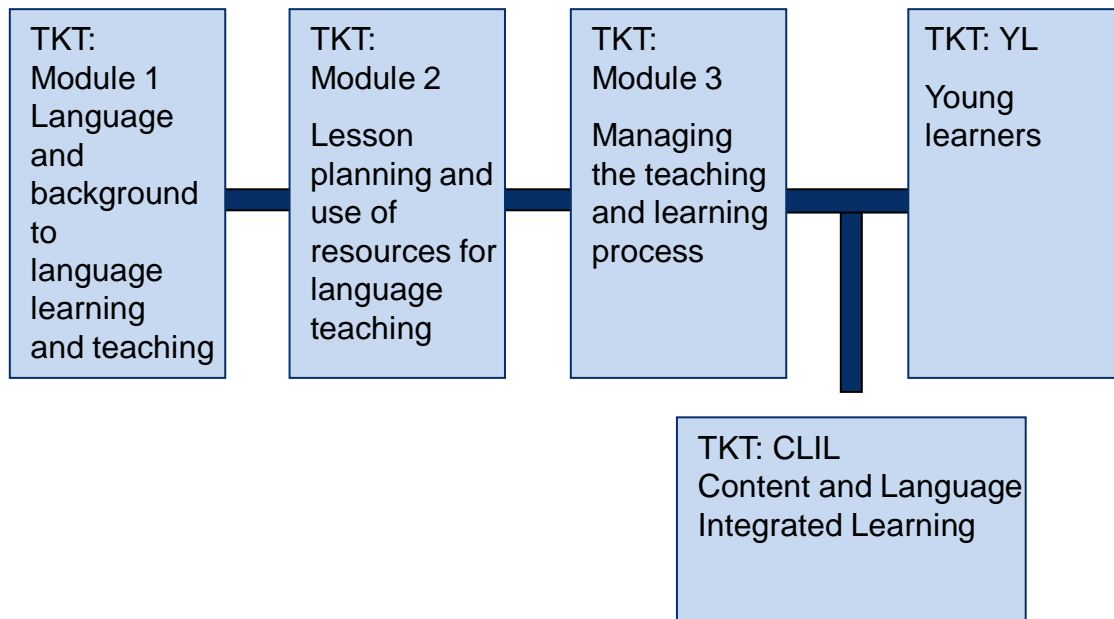 TKT:
Module 1
Language
and
background
to
language
learning
and teaching
TKT:
Module 2
Lesson
planning and
use of
resources for
language
teaching
TKT:
Module 3
Managing
the teaching
and learning
process
TKT: YL
Young
learners
TKT: CLIL
Content and Language
Integrated Learning